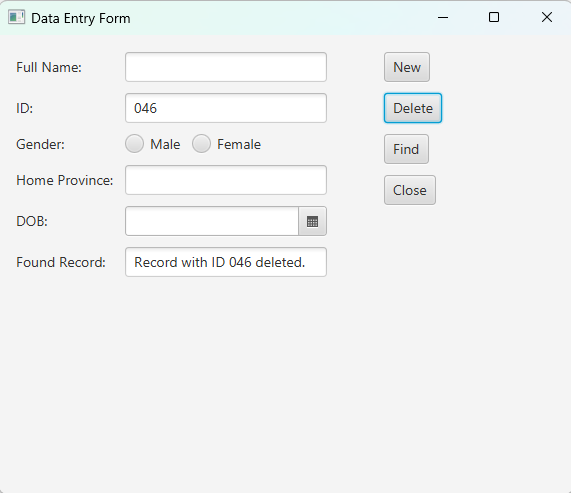 Data Entry Form
Full Name: New
ID: 046 Delete
Gender: Male Female Find
Home Province: Close
DOB:
Found Record: Record with ID 046 deleted.